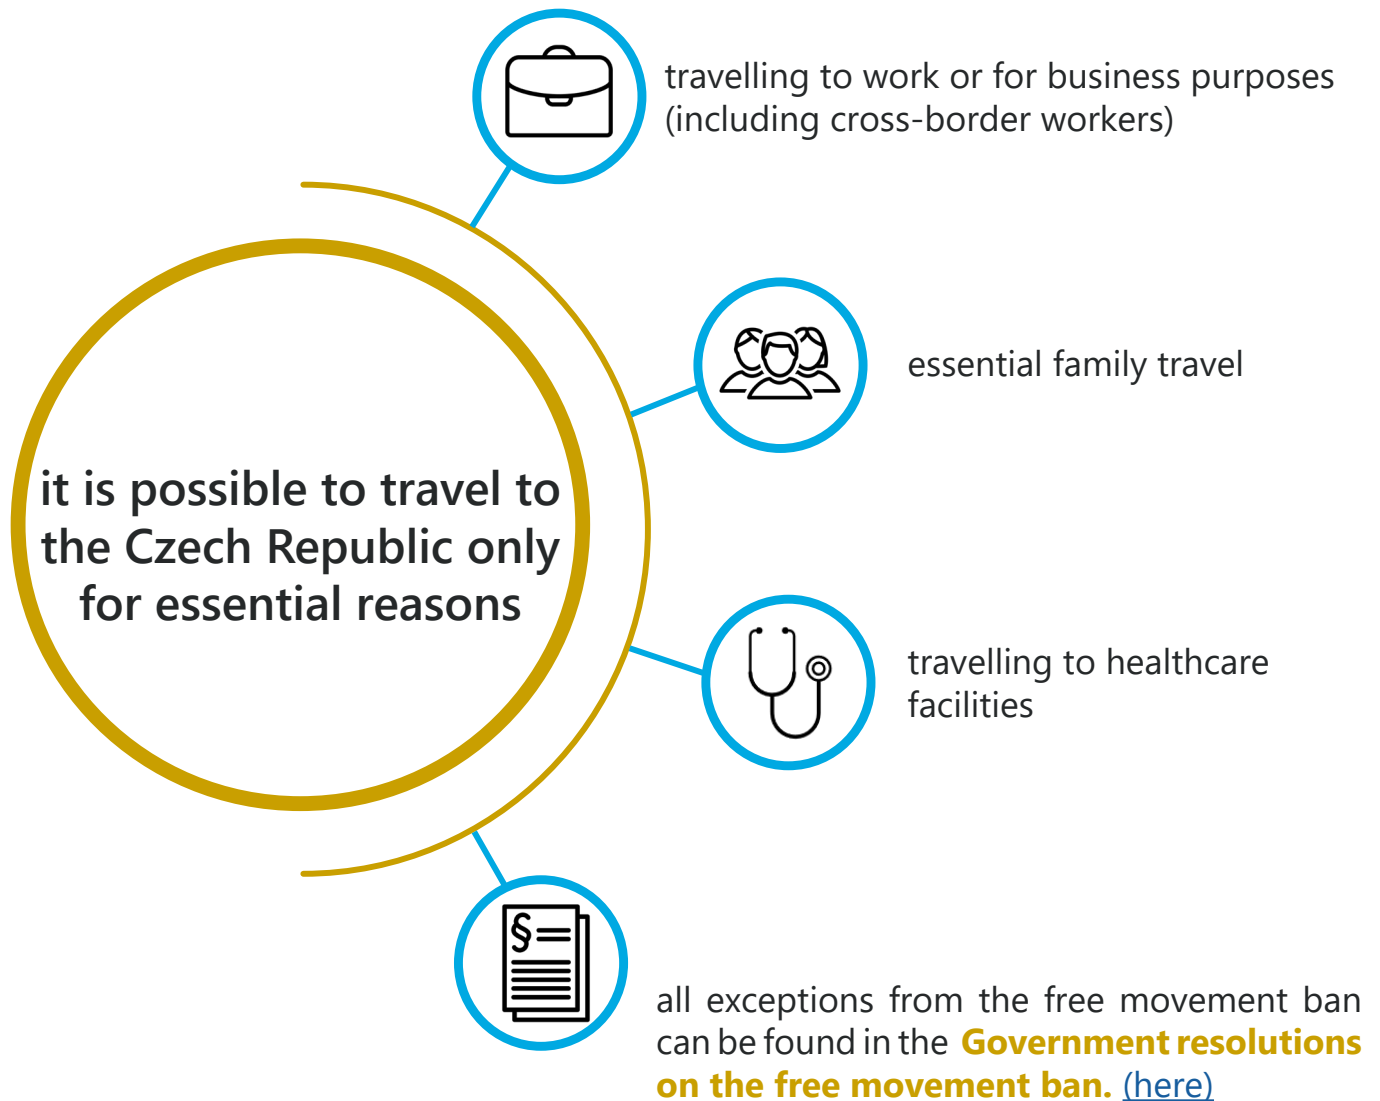 travelling to work or for business purposes
(including cross-border workers)
essential family travel
it is possible to travel to
the Czech Republic only
for essential reasons
travelling to healthcare
facilities
§
all exceptions from the free movement ban
can be found in the Government resolutions
on the free movement ban. (here)